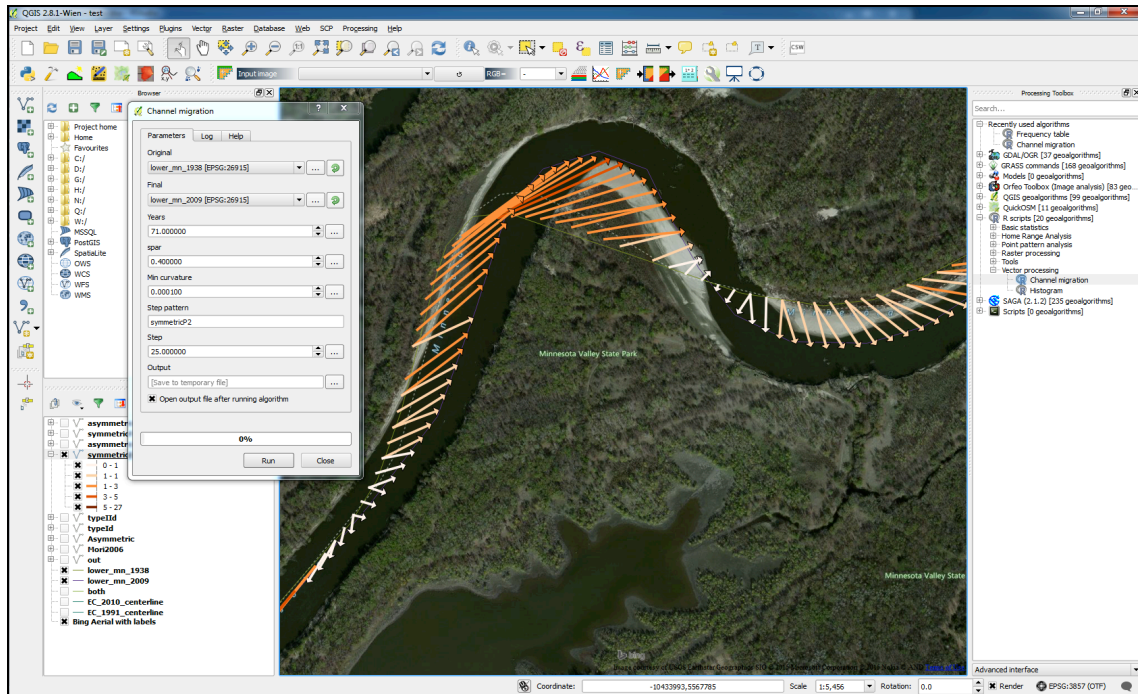 QGIS 2.8.1-Wien - test
Project Edit View Layer Settings Plugins Vector Raster Database Web SCP Processing Help
CSW
Input image
RGB=
-
Browser
Project home
Home
Favourites
C:/
D:/
G:/
H:/
N:/
Q:/
W:/
MSSQL
PostGIS
SpatiaLite
OWS
WCS
WFS
WMS
Channel migration
Parameters Log Help
Original
lower_mn_1938 [EPSG:26915]
...
Final
lower_mn_2009 [EPSG:26915]
...
Years
71.000000
...
spar
0.400000
...
Min curvature
0.000100
...
Step pattern
symmetricP2
Step
25.000000
...
Output
[Save to temporary file]
...
Open output file after running algorithm
0%
Run Close
asymmetr
symmetric
asymmetr
symmetric
0 - 1
1 - 1
1 - 3
3 - 5
5 - 27
typeIId
typeId
Asymmetric
Mori2006
out
lower_mn_1938
lower_mn_2009
both
EC_2010_centerline
EC_1991_centerline
Bing Aerial with labels
Minnesota Valley State Park
Minnesota Valley State
bing
Processing Toolbox
Search...
Recently used algorithms
Frequency table
Channel migration
GDAL/OGR [37 geoalgorithms]
GRASS commands [168 geoalgorithms]
Models [0 geoalgorithms]
Orfeo Toolbox (Image analysis) [83 geo...
QGIS geoalgorithms [99 geoalgorithms]
QuickOSM [11 geoalgorithms]
R scripts [20 geoalgorithms]
Basic statistics
Home Range Analysis
Point pattern analysis
Tools
Vector processing
Channel migration
Histogram
SAGA (2.1.2) [235 geoalgorithms]
Scripts [0 geoalgorithms]
Advanced interface
Coordinate: -10433993,5567785 Scale 1:5,456 Rotation: 0.0 Render EPSG:3857 (OTF)